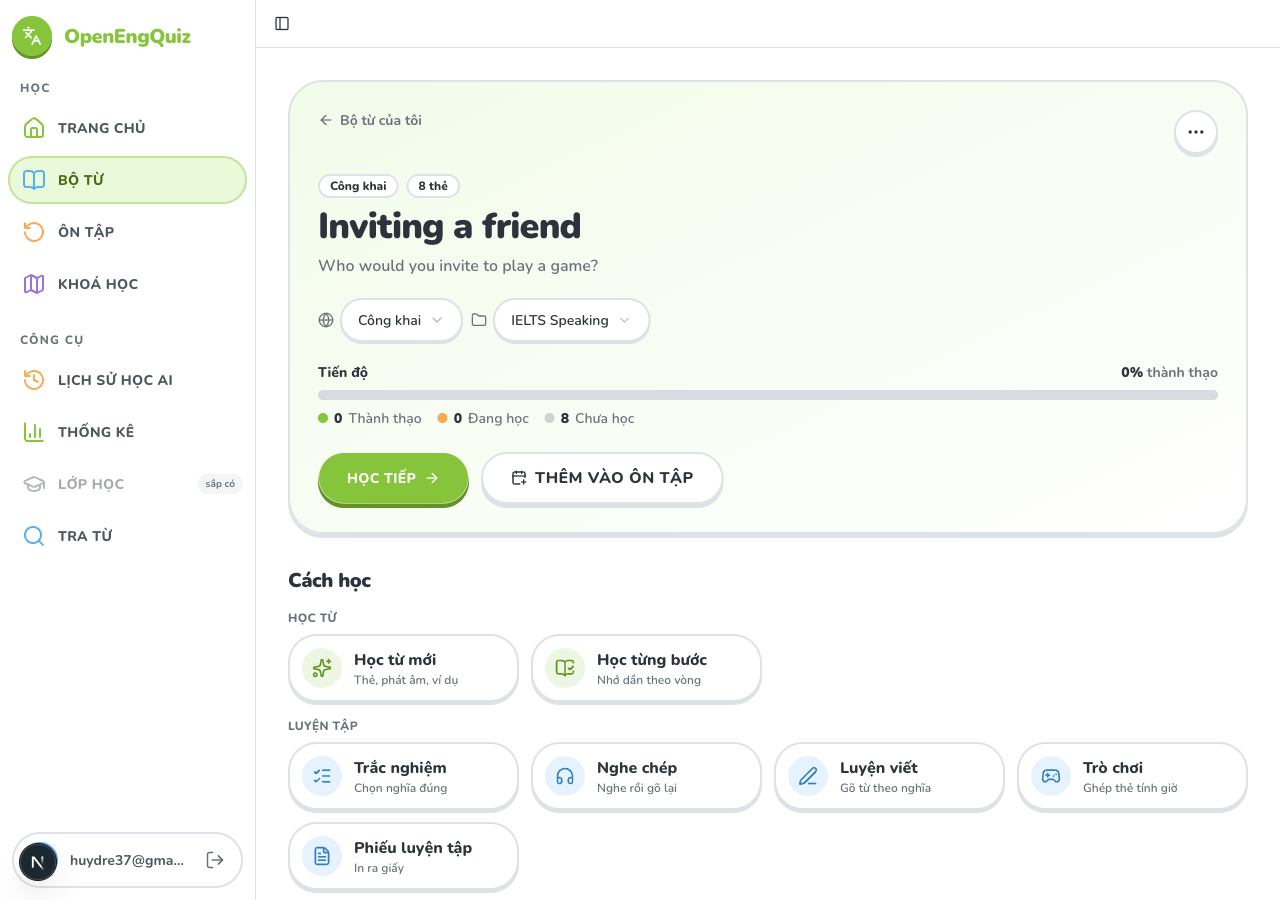 OpenEngQuiz
HỌC
TRANG CHỦ
BỘ TỪ
ÔN TẬP
KHOÁ HỌC
CÔNG CỤ
LỊCH SỬ HỌC AI
THỐNG KÊ
LỚP HỌC
sắp có
TRA TỪ
N
huydre37@gma...
Bộ từ của tôi
Công khai
8 thẻ
Inviting a friend
Who would you invite to play a game?
Công khai
IELTS Speaking
Tiến độ
0% thành thạo
0 Thành thạo
0 Đang học
8 Chưa học
HỌC TIẾP
THÊM VÀO ÔN TẬP
Cách học
HỌC TỪ
Học từ mới
Thẻ, phát âm, ví dụ
Học từng bước
Nhớ dần theo vòng
LUYỆN TẬP
Trắc nghiệm
Chọn nghĩa đúng
Nghe chép
Nghe rồi gõ lại
Luyện viết
Gõ từ theo nghĩa
Trò chơi
Ghép thẻ tính giờ
Phiếu luyện tập
In ra giấy